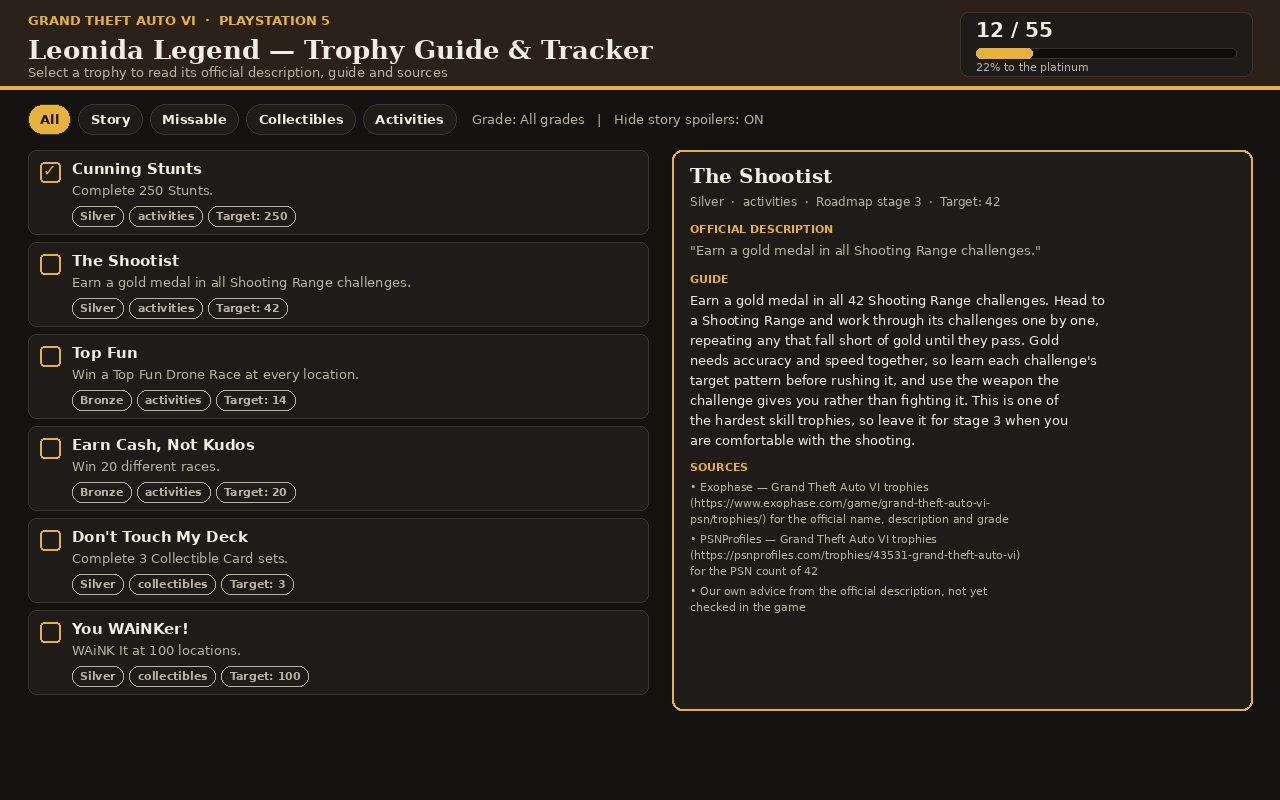 GRAND THEFT AUTO VI · PLAYSTATION 5
Leonida Legend — Trophy Guide & Tracker
Select a trophy to read its official description, guide and sources
12 / 55
22% to the platinum
All
Story
Missable
Collectibles
Activities
Grade: All grades | Hide story spoilers: ON
✓
Cunning Stunts
Complete 250 Stunts.
Silver
activities
Target: 250
The Shootist
Earn a gold medal in all Shooting Range challenges.
Silver
activities
Target: 42
Top Fun
Win a Top Fun Drone Race at every location.
Bronze
activities
Target: 14
Earn Cash, Not Kudos
Win 20 different races.
Bronze
activities
Target: 20
Don't Touch My Deck
Complete 3 Collectible Card sets.
Silver
collectibles
Target: 3
You WAiNKer!
WAiNK It at 100 locations.
Silver
collectibles
Target: 100
The Shootist
Silver · activities · Roadmap stage 3 · Target: 42
OFFICIAL DESCRIPTION
"Earn a gold medal in all Shooting Range challenges."
GUIDE
Earn a gold medal in all 42 Shooting Range challenges. Head to
a Shooting Range and work through its challenges one by one,
repeating any that fall short of gold until they pass. Gold
needs accuracy and speed together, so learn each challenge's
target pattern before rushing it, and use the weapon the
challenge gives you rather than fighting it. This is one of
the hardest skill trophies, so leave it for stage 3 when you
are comfortable with the shooting.
SOURCES
• Exophase — Grand Theft Auto VI trophies
(https://www.exophase.com/game/grand-theft-auto-vi-
psn/trophies/) for the official name, description and grade
• PSNProfiles — Grand Theft Auto VI trophies
(https://psnprofiles.com/trophies/43531-grand-theft-auto-vi)
for the PSN count of 42
• Our own advice from the official description, not yet
checked in the game